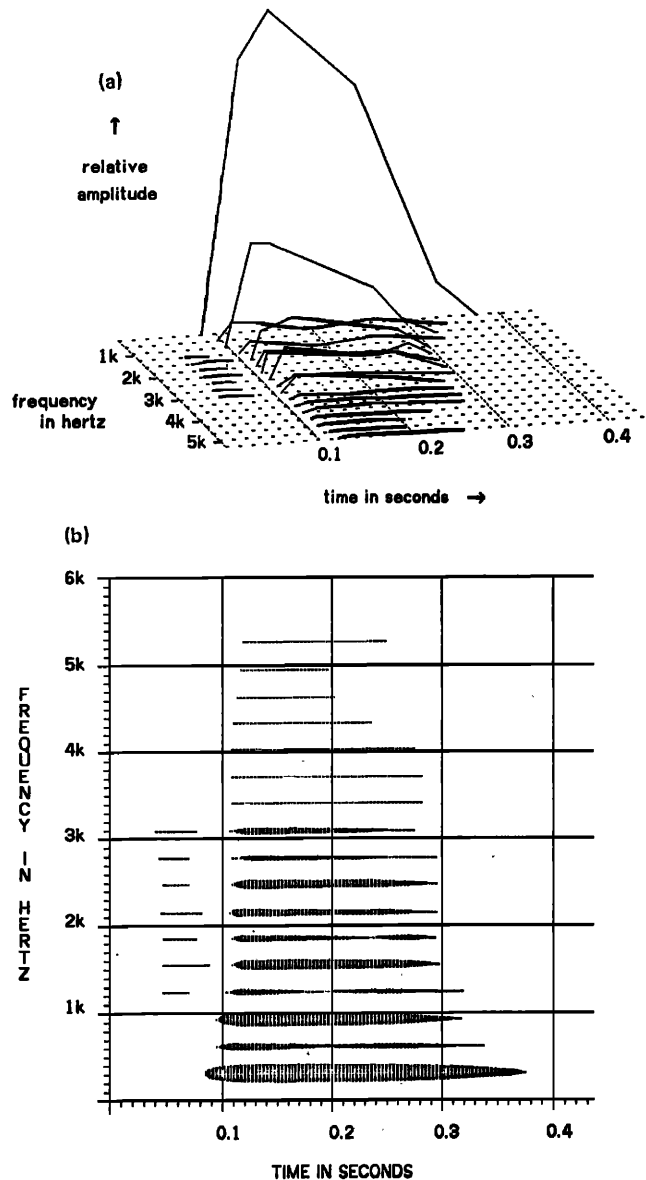 (a)
↑
relative
amplitude
1k
2k
3k
4k
5k
frequency
in hertz
0.1
0.2
0.3
0.4
time in seconds →
(b)
6k
5k
4k
3k
2k
1k
FREQUENCY IN HERTZ
0.1
0.2
0.3
0.4
TIME IN SECONDS